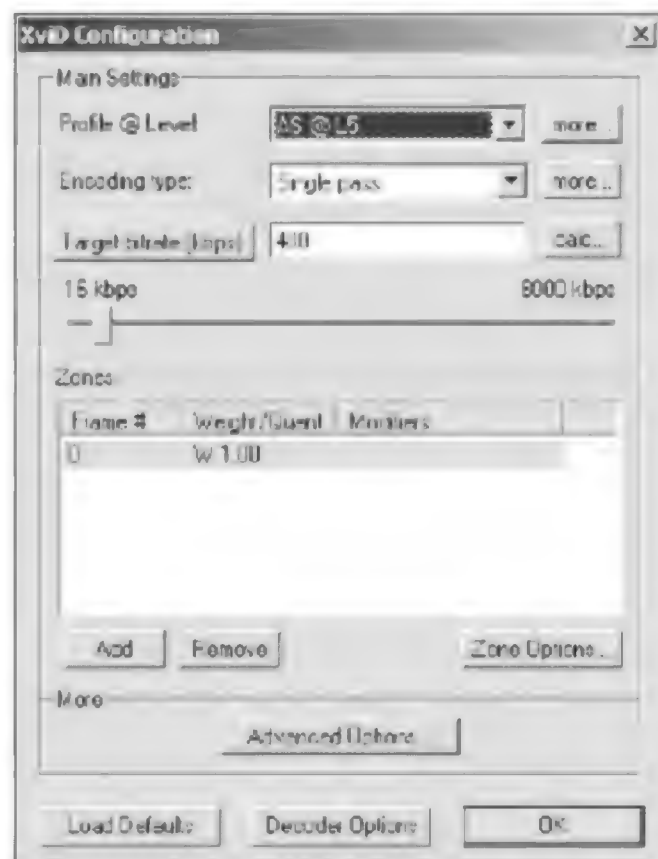 XviD Configuration
Main Settings
Profile @ Level
AS @ L5
more...
Encoding type:
Single pass
more...
Target bitrate (kbps)
400
calc...
16 kbps
8000 kbps
Zones
Frame # Weight/Quant Modifiers
0 W 1.00
Add
Remove
Zone Options...
More
Advanced Options
Load Defaults
Decoder Options
OK